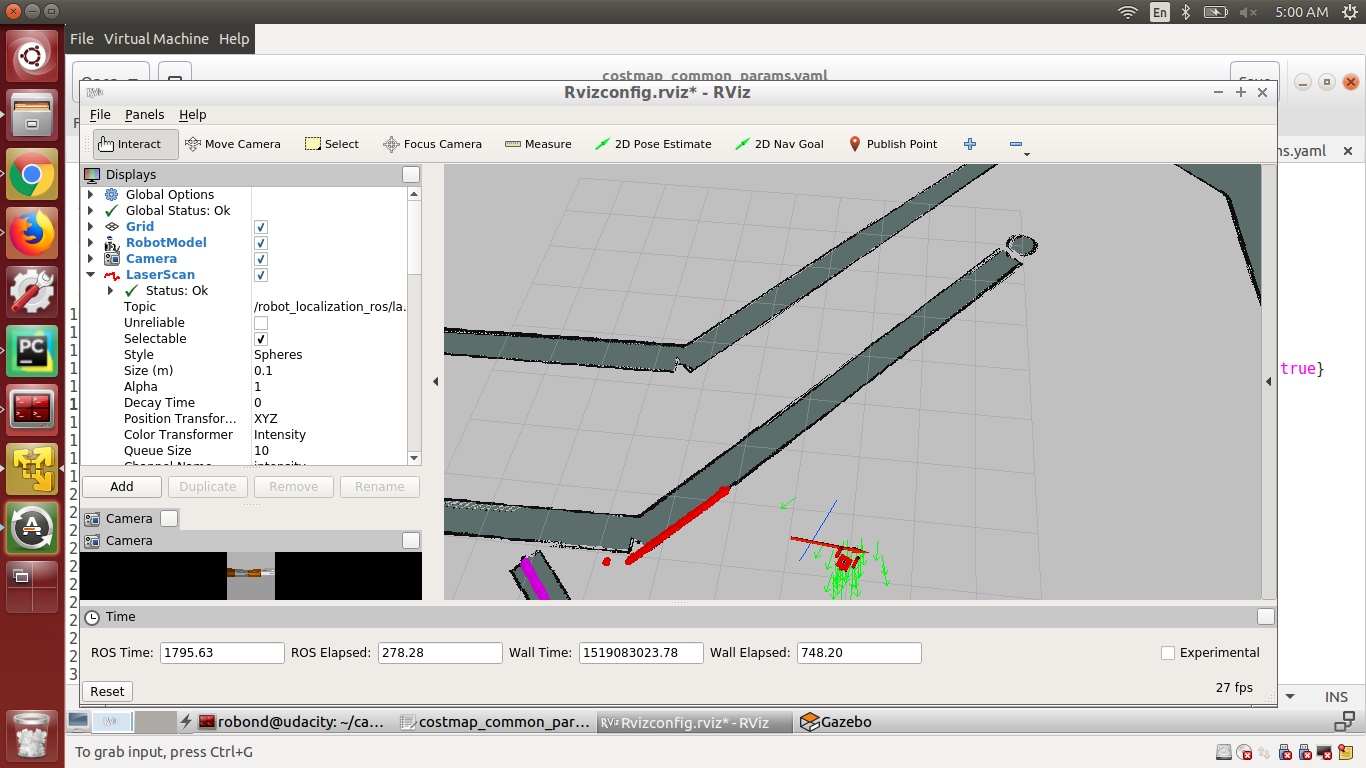 En
5:00 AM
File Virtual Machine Help
costmap_common_params.yaml
Rvizconfig.rviz* - RViz
File Panels Help
Interact Move Camera Select Focus Camera Measure 2D Pose Estimate 2D Nav Goal Publish Point
Displays
Global Options
Global Status: Ok
Grid
RobotModel
Camera
LaserScan
Status: Ok
Topic /robot_localization_ros/la.
Unreliable
Selectable
Style Spheres
Size (m) 0.1
Alpha 1
Decay Time 0
Position Transfor... XYZ
Color Transformer Intensity
Queue Size 10
true}
Add Duplicate Remove Rename
Camera
Camera
Time
ROS Time: 1795.63 ROS Elapsed: 278.28 Wall Time: 1519083023.78 Wall Elapsed: 748.20 Experimental
Reset
27 fps
INS
robond@udacity: ~/ca... costmap_common_par... Rvizconfig.rviz* - RViz Gazebo
To grab input, press Ctrl+G